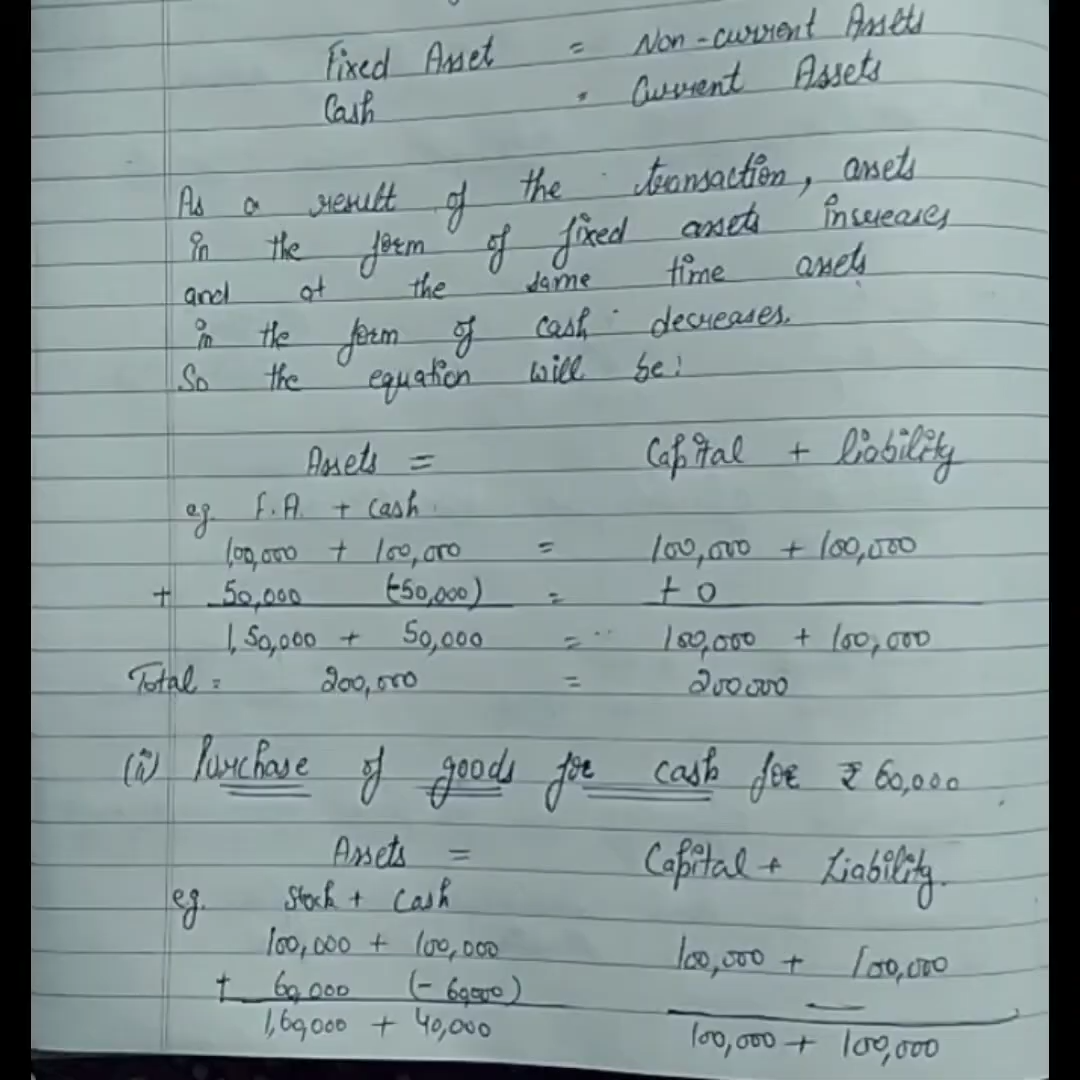 Fixed Asset = Non-current Assets
Cash = Current Assets
As a result of the transaction, assets
in the form of fixed assets increases
and at the same time assets
in the form of cash decreases.
So the equation will be:
Assets = Capital + liability
eg. F.A. + cash
100,000 + 100,000 = 100,000 + 100,000
+ 50,000 (-50,000) = + 0
1,50,000 + 50,000 = 100,000 + 100,000
Total = 200,000 = 200000
(ii) Purchase of goods for cash for ₹ 60,000
Assets = Capital + Liability.
eg. Stock + Cash
100,000 + 100,000 100,000 + 100,000
+ 60,000 (- 60,000) —
1,60,000 + 40,000 100,000 + 100,000